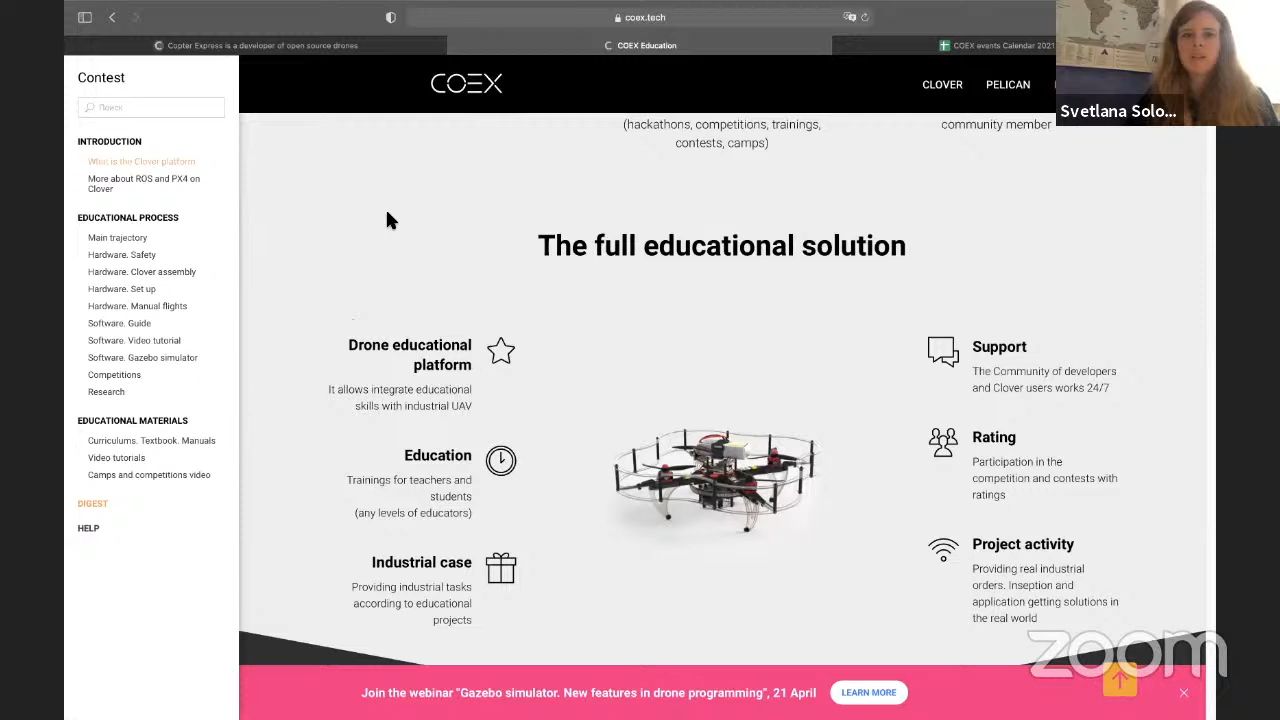 coex.tech
Copter Express is a developer of open source drones
COEX Education
COEX events Calendar 2021
Svetlana Solo...
Contest
Поиск
INTRODUCTION
What is the Clover platform
More about ROS and PX4 on
Clover
EDUCATIONAL PROCESS
Main trajectory
Hardware. Safety
Hardware. Clover assembly
Hardware. Set up
Hardware. Manual flights
Software. Guide
Software. Video tutorial
Software. Gazebo simulator
Competitions
Research
EDUCATIONAL MATERIALS
Curriculums. Textbook. Manuals
Video tutorials
Camps and competitions video
DIGEST
HELP
COEX
CLOVER
PELICAN
(hackathons, competitions, trainings,
contests, camps)
community member
The full educational solution
Drone educational
platform
It allows integrate educational
skills with industrial UAV
Education
Trainings for teachers and
students
(any levels of educators)
Industrial case
Providing industrial tasks
according to educational
projects
Support
The Community of developers
and Clover users works 24/7
Rating
Participation in the
competition and contests with
ratings
Project activity
Providing real industrial
orders. Inseption and
application getting solutions in
the real world
zoom
Join the webinar "Gazebo simulator. New features in drone programming", 21 April
LEARN MORE